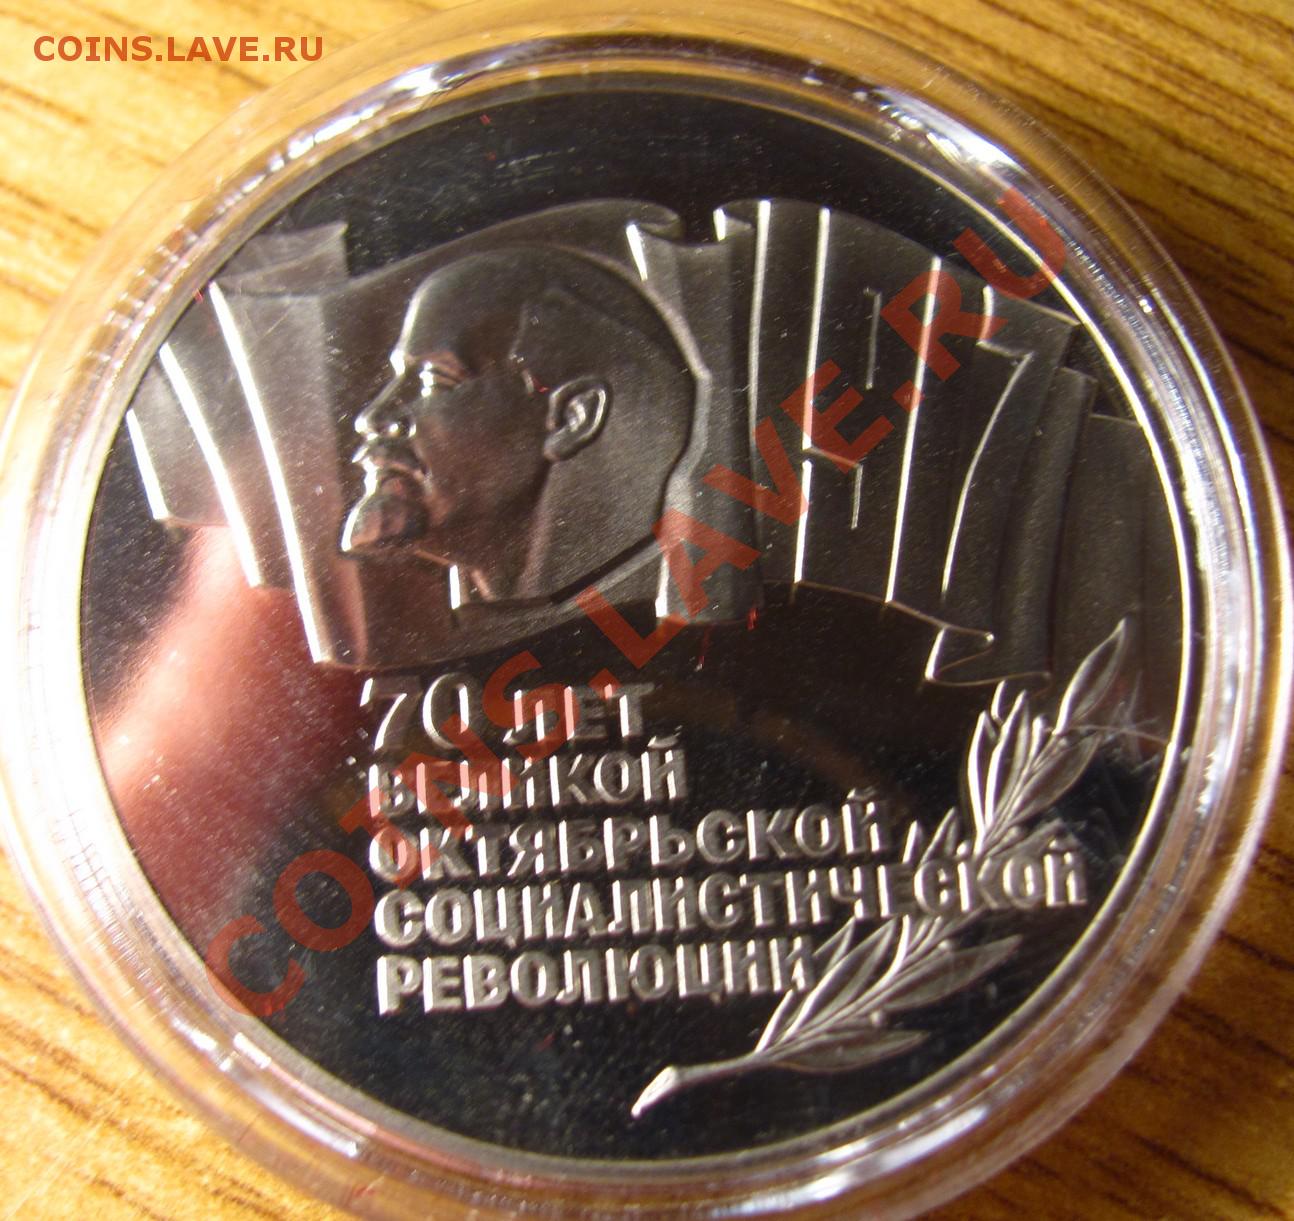 COINS.LAVE.RU
1917
70 ЛЕТ
ВЕЛИКОЙ
ОКТЯБРЬСКОЙ
СОЦИАЛИСТИЧЕСКОЙ
РЕВОЛЮЦИИ
COINS.LAVE.RU